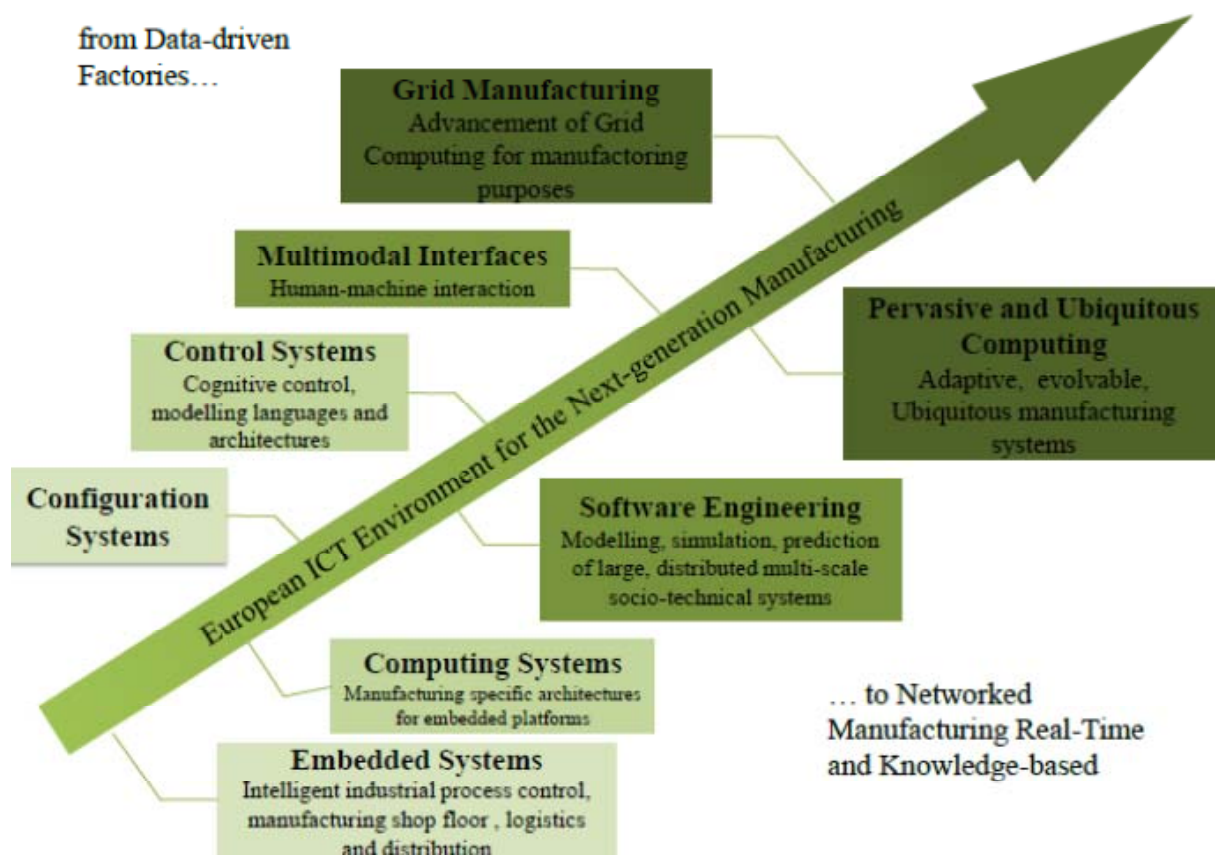 from Data-driven
Factories…
Grid Manufacturing
Advancement of Grid
Computing for manufactoring
purposes
Multimodal Interfaces
Human-machine interaction
Pervasive and Ubiquitous
Computing
Adaptive, evolvable,
Ubiquitous manufacturing
systems
Control Systems
Cognitive control,
modelling languages and
architectures
European ICT Environment for the Next-generation Manufacturing
Configuration
Systems
Software Engineering
Modelling, simulation, prediction
of large, distributed multi-scale
socio-technical systems
Computing Systems
Manufacturing specific architectures
for embedded platforms
… to Networked
Manufacturing Real-Time
and Knowledge-based
Embedded Systems
Intelligent industrial process control,
manufacturing shop floor , logistics
and distribution